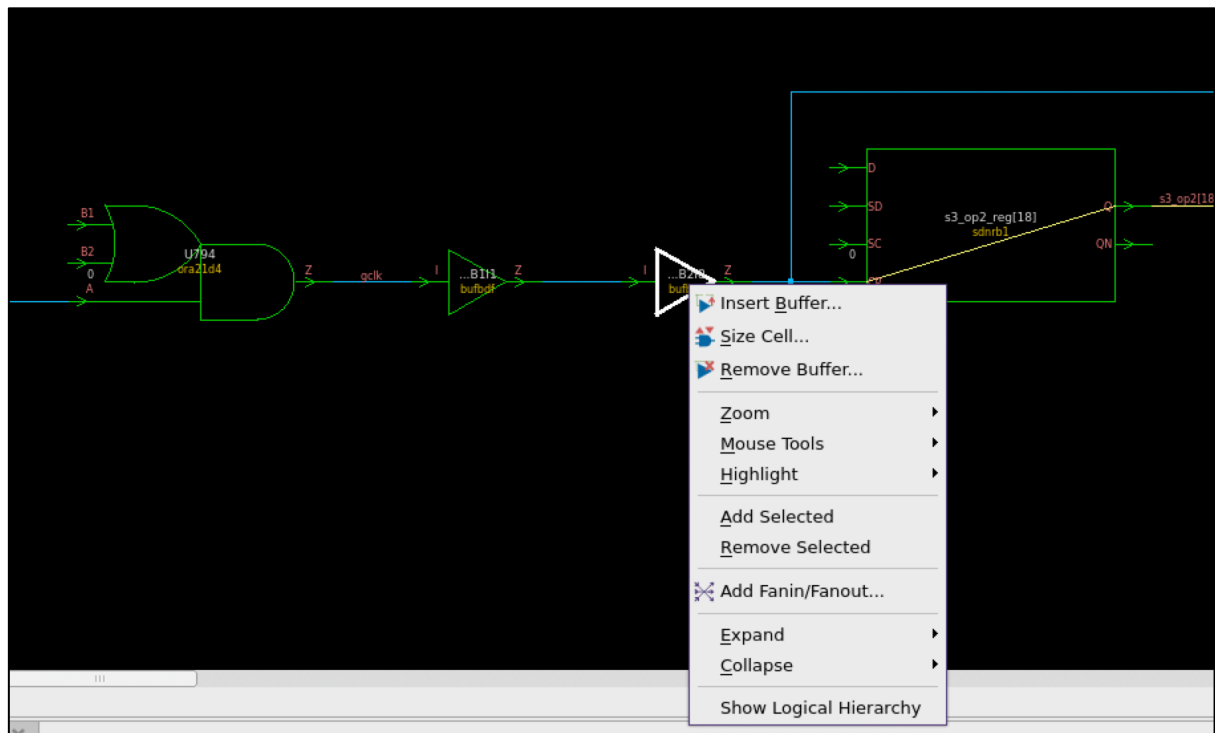 D
B1
SD
s3_op2[18
s3_op2_reg[18]
Q
sdnrb1
B2
U794
SC
QN
0
ora21d4
0
A
Z
gclk
I
...B1I1
Z
bufbdf
I
Z
Insert Buffer...
Size Cell...
Remove Buffer...
Zoom
Mouse Tools
Highlight
Add Selected
Remove Selected
Add Fanin/Fanout...
Expand
Collapse
Show Logical Hierarchy